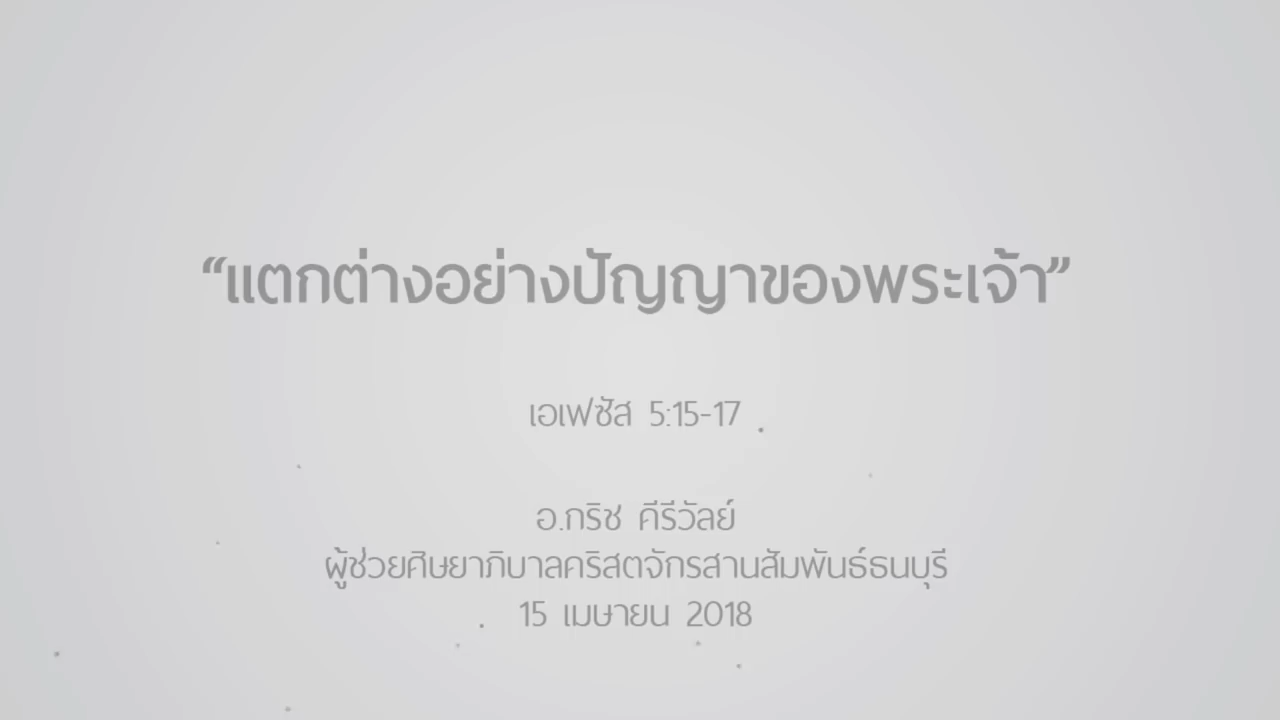 “แตกต่างอย่างปัญญาของพระเจ้า”
เอเฟซัส 5:15-17
อ.กริช คีรีวัลย์
ผู้ช่วยศิษยาภิบาลคริสตจักรสานสัมพันธ์ธนบุรี
15 เมษายน 2018